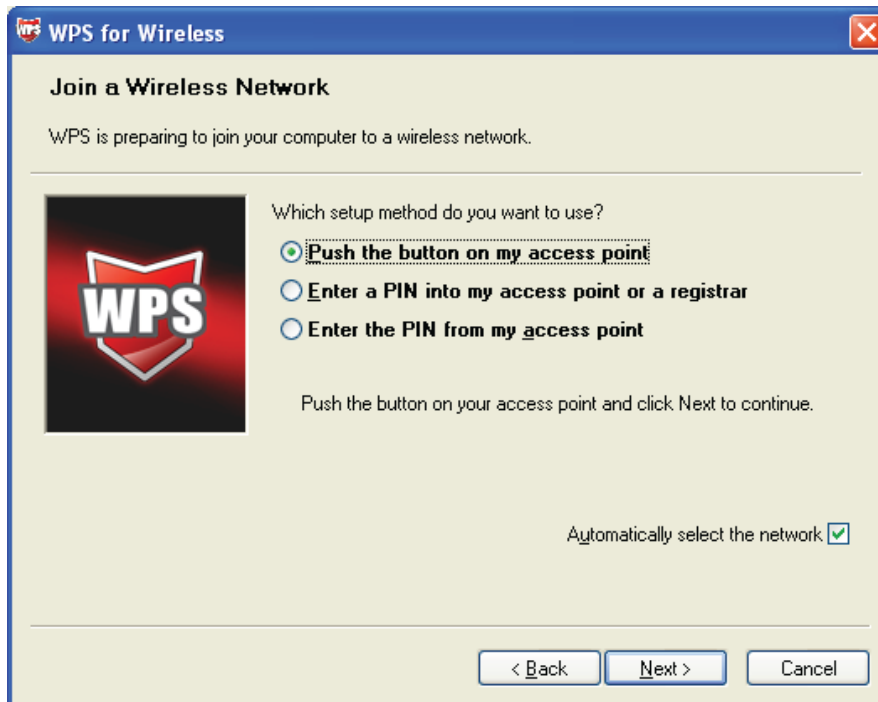 WPS for Wireless
Join a Wireless Network
WPS is preparing to join your computer to a wireless network.
WPS
Which setup method do you want to use?
Push the button on my access point
Enter a PIN into my access point or a registrar
Enter the PIN from my access point
Push the button on your access point and click Next to continue.
Automatically select the network
< Back
Next >
Cancel